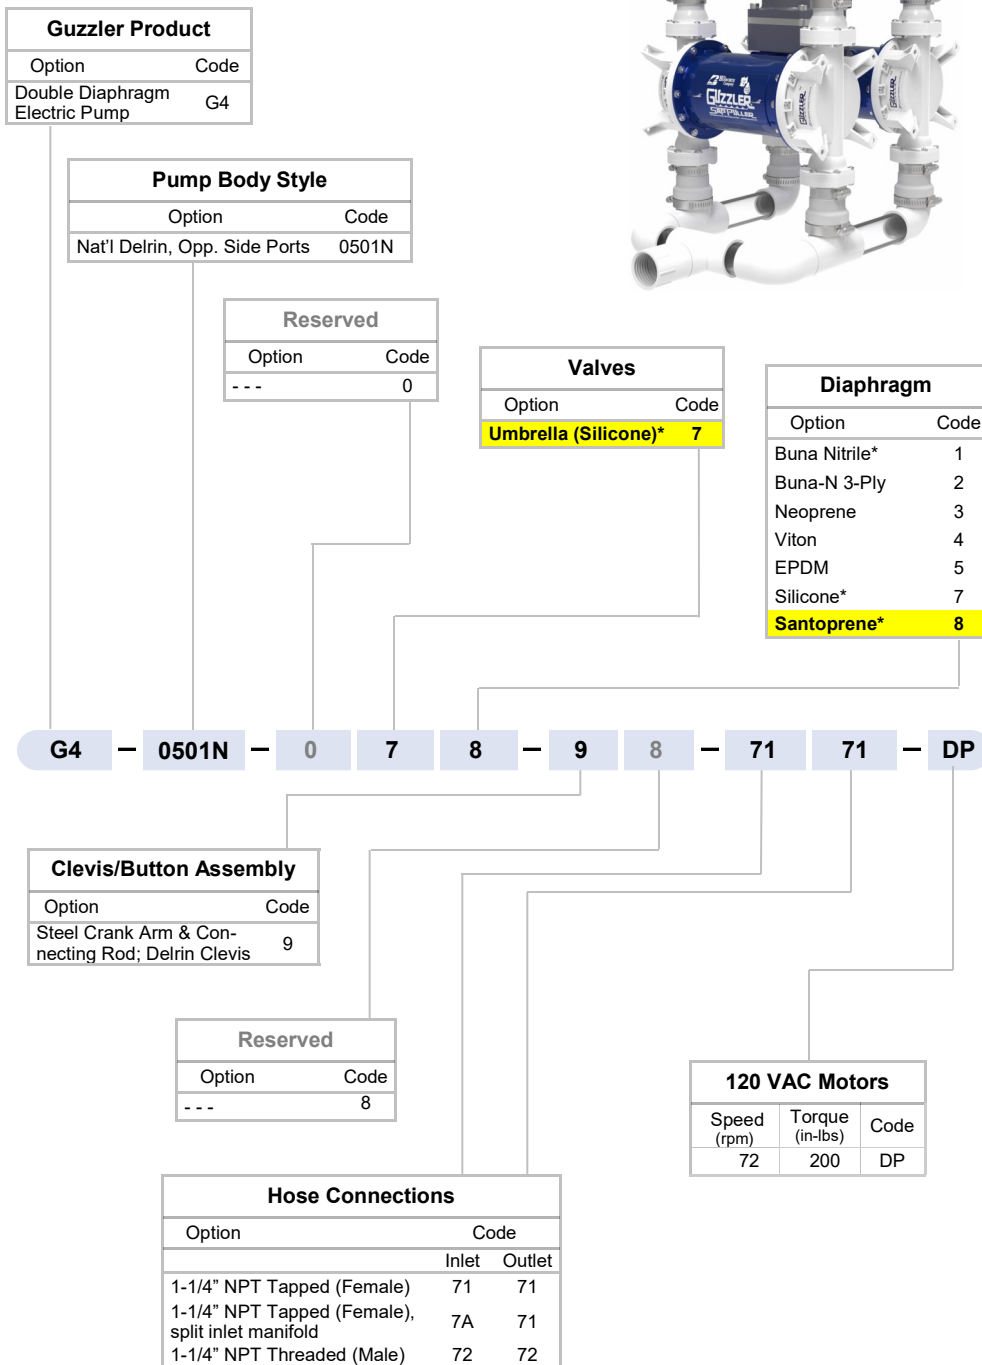 Guzzler Product
Option Code
Double Diaphragm
Electric Pump G4
GUZZLER
Pump Body Style
Option Code
Nat'l Delrin, Opp. Side Ports 0501N
Reserved
Option Code
- - - 0
Valves
Option Code
Umbrella (Silicone)* 7
Diaphragm
Option Code
Buna Nitrile* 1
Buna-N 3-Ply 2
Neoprene 3
Viton 4
EPDM 5
Silicone* 7
Santoprene* 8
G4 – 0501N – 0 7 8 – 9 8 – 71 71 – DP
Clevis/Button Assembly
Option Code
Steel Crank Arm & Con-
necting Rod; Delrin Clevis 9
Reserved
Option Code
- - - 8
120 VAC Motors
Speed (rpm) Torque (in-lbs) Code
72 200 DP
Hose Connections
Option Code
Inlet Outlet
1-1/4” NPT Tapped (Female) 71 71
1-1/4” NPT Tapped (Female),
split inlet manifold 7A 71
1-1/4” NPT Threaded (Male) 72 72